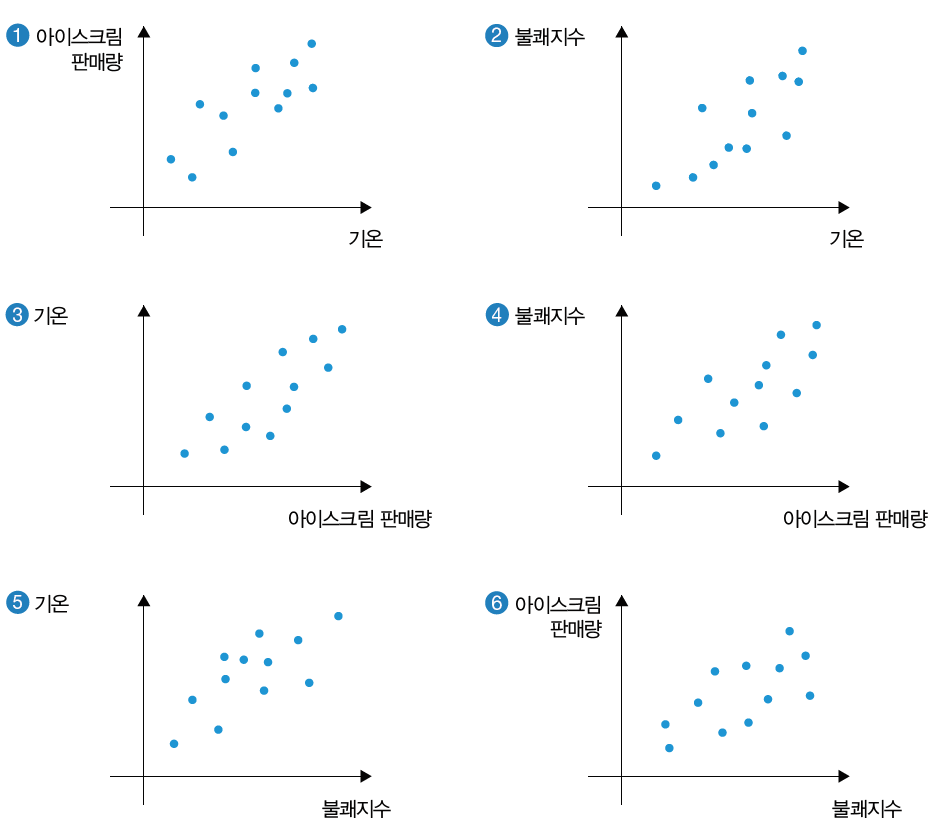 1 아이스크림
판매량
기온
2 불쾌지수
기온
3 기온
아이스크림 판매량
4 불쾌지수
아이스크림 판매량
5 기온
불쾌지수
6 아이스크림
판매량
불쾌지수